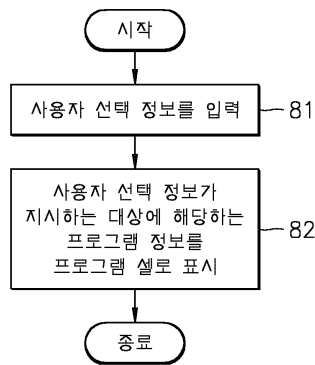 시작
사용자 선택 정보를 입력
81
사용자 선택 정보가
지시하는 대상에 해당하는
프로그램 정보를
프로그램 셀로 표시
82
종료